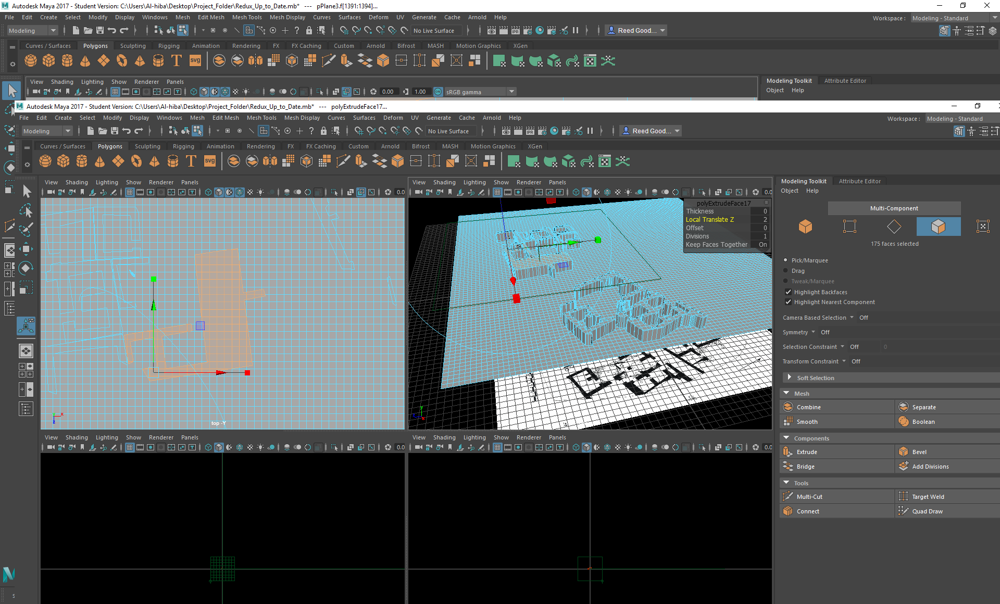 Autodesk Maya 2017 - Student Version: C:\Users\Al-hiba\Desktop\Project_Folder\Redux_Up_to_Date.mb*   ---   pPlane3.f[1391:1394]...
File Edit Create Select Modify Display Windows Mesh Edit Mesh Mesh Tools Mesh Display Curves Surfaces Deform UV Generate Cache Arnold Help
Workspace : Modeling - Standard
Modeling No Live Surface Reed Good...
Curves / Surfaces Polygons Sculpting Rigging Animation Rendering FX FX Caching Custom Arnold Bifrost MASH Motion Graphics XGen
T svg
View Shading Lighting Show Renderer Panels
Modeling Toolkit Attribute Editor
Object Help
0.00 1.00 ON sRGB gamma
Autodesk Maya 2017 - Student Version: C:\Users\Al-hiba\Desktop\Project_Folder\Redux_Up_to_Date.mb*   ---   polyExtrudeFace17...
File Edit Create Select Modify Display Windows Mesh Edit Mesh Mesh Tools Mesh Display Curves Surfaces Deform UV Generate Cache Arnold Help
Workspace : Modeling - Standard
Modeling No Live Surface Reed Good...
Curves / Surfaces Polygons Sculpting Rigging Animation Rendering FX FX Caching Custom Arnold Bifrost MASH Motion Graphics XGen
T svg
View Shading Lighting Show Renderer Panels
0.0
top -Y
View Shading Lighting Show Renderer Panels
0.0
polyExtrudeFace17
Thickness 0
Local Translate Z 2
Offset 0
Divisions 1
Keep Faces Together On
View Shading Lighting Show Renderer Panels
0.0
View Shading Lighting Show Renderer Panels
0.0
Modeling Toolkit Attribute Editor
Object Help
Multi-Component
175 faces selected
Pick/Marquee
Drag
Tweak/Marquee
Highlight Backfaces
Highlight Nearest Component
Camera Based Selection Off
Symmetry Off
Selection Constraint Off 0
Transform Constraint Off
Soft Selection
Mesh
Combine Separate
Smooth Boolean
Components
Extrude Bevel
Bridge Add Divisions
Tools
Multi-Cut Target Weld
Connect Quad Draw